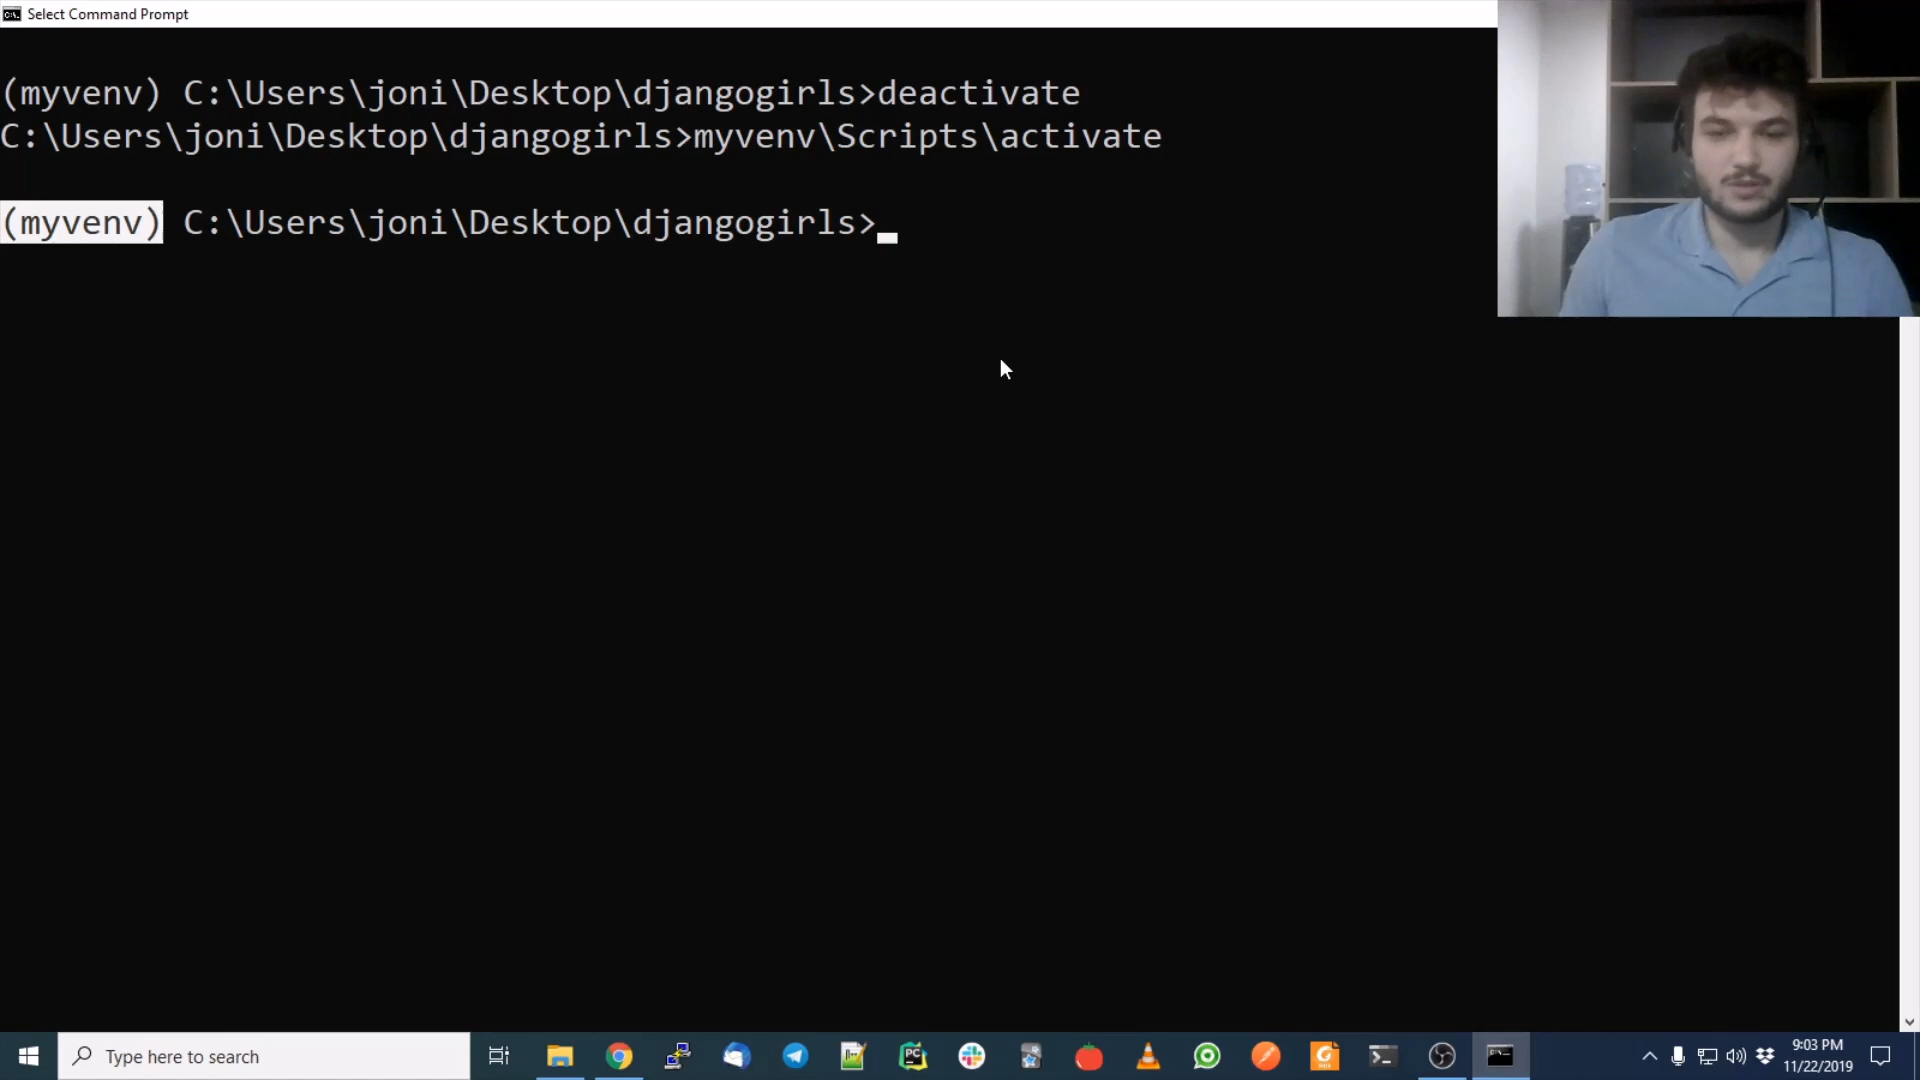 Select Command Prompt
(myvenv) C:\Users\joni\Desktop\djangogirls>deactivate
C:\Users\joni\Desktop\djangogirls>myvenv\Scripts\activate
(myvenv) C:\Users\joni\Desktop\djangogirls>
Type here to search
9:03 PM
11/22/2019